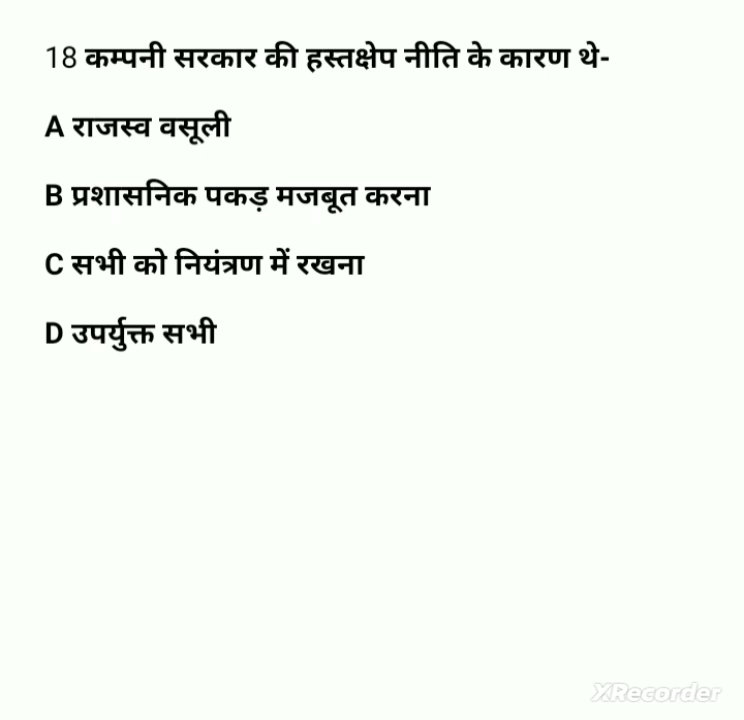 18 कम्पनी सरकार की हस्तक्षेप नीति के कारण थे-
A राजस्व वसूली
B प्रशासनिक पकड़ मजबूत करना
C सभी को नियंत्रण में रखना
D उपर्युक्त सभी
XRecorder